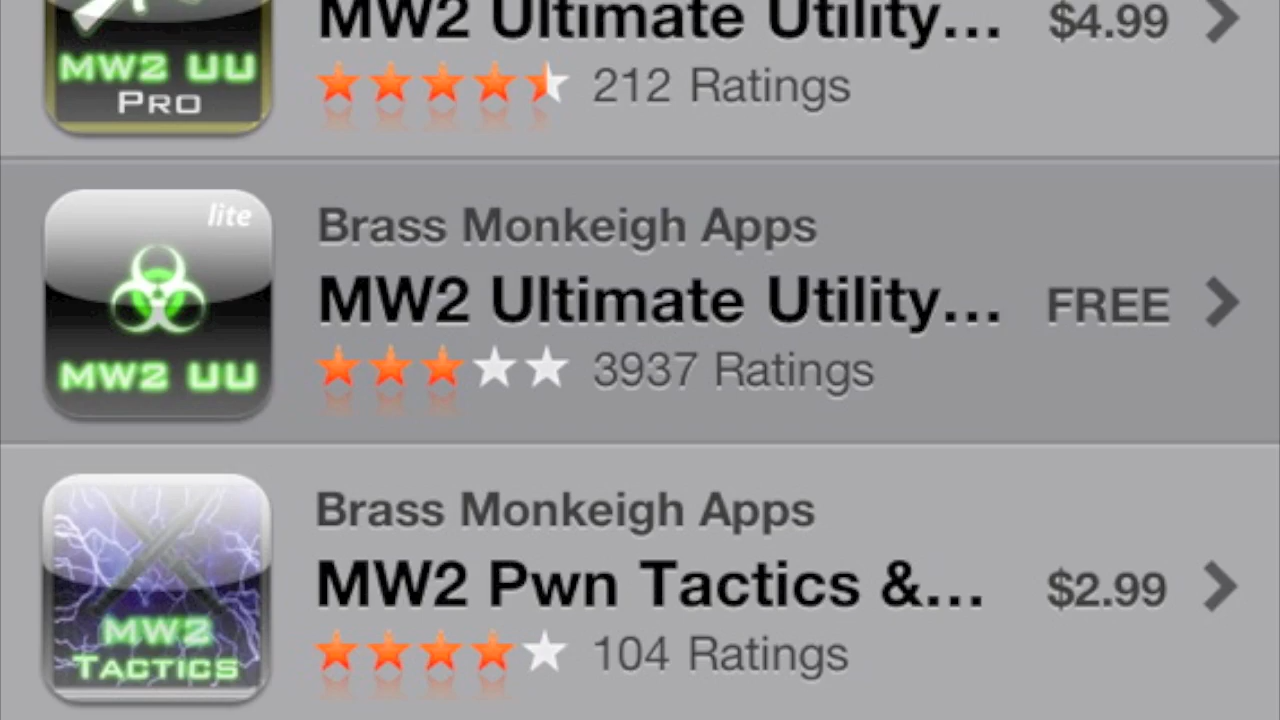 MW2 Ultimate Utility...
$4.99
MW2 UU
PRO
212 Ratings
lite
MW2 UU
Brass Monkeigh Apps
MW2 Ultimate Utility...
FREE
3937 Ratings
MW2
TACTICS
Brass Monkeigh Apps
MW2 Pwn Tactics &...
$2.99
104 Ratings